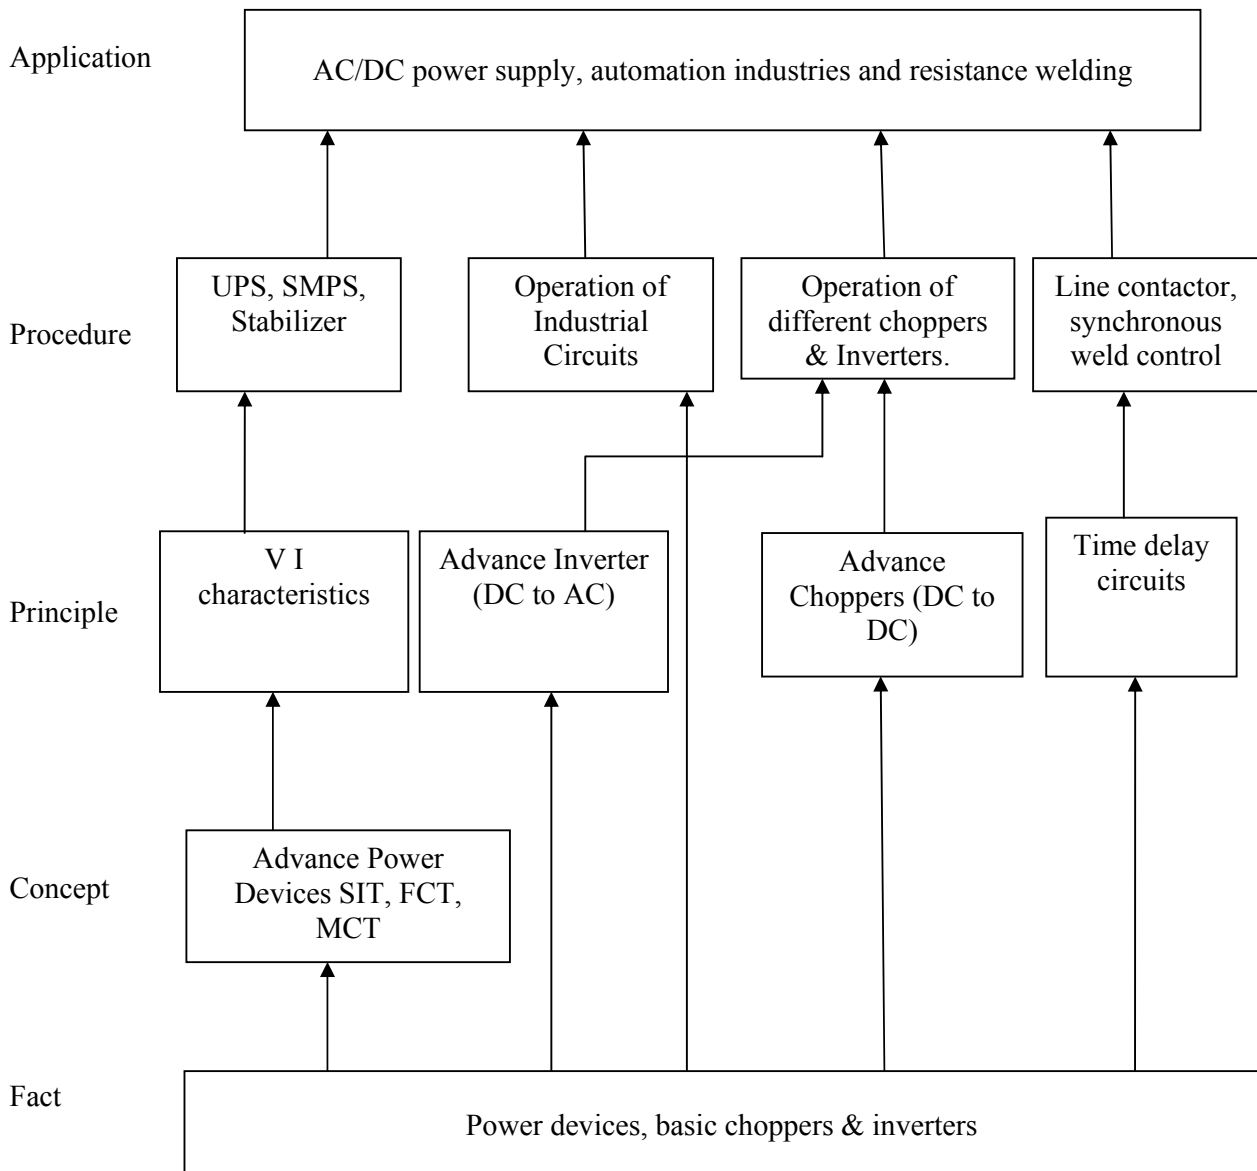 Application
AC/DC power supply, automation industries and resistance welding
Procedure
UPS, SMPS,
Stabilizer
Operation of
Industrial
Circuits
Operation of
different choppers
& Inverters.
Line contactor,
synchronous
weld control
Principle
V I
characteristics
Advance Inverter
(DC to AC)
Advance
Choppers (DC to
DC)
Time delay
circuits
Concept
Advance Power
Devices SIT, FCT,
MCT
Fact
Power devices, basic choppers & inverters